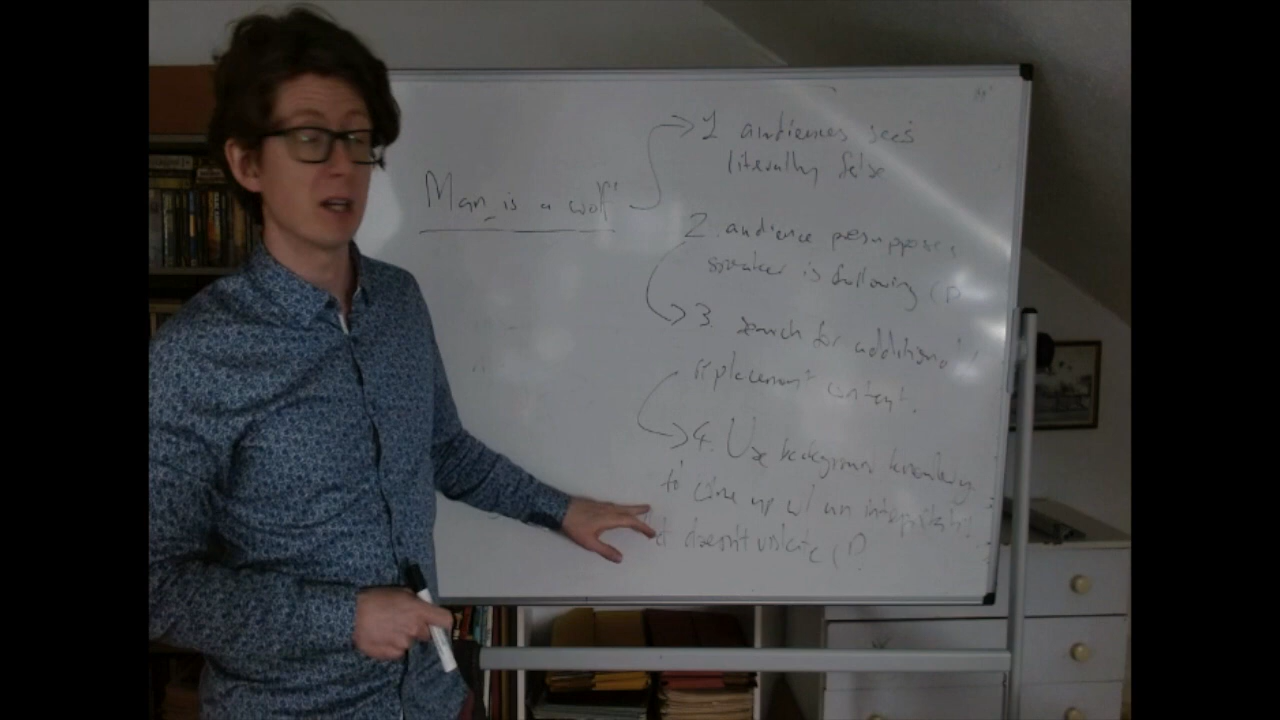 Man is a wolf
1 audiences sees
literally false
2. audience presupposes
speaker is following CP
3. search for additional /
replacement content.
4. Use background knowledge
to come up w/ an interpretation
that doesn't violate CP